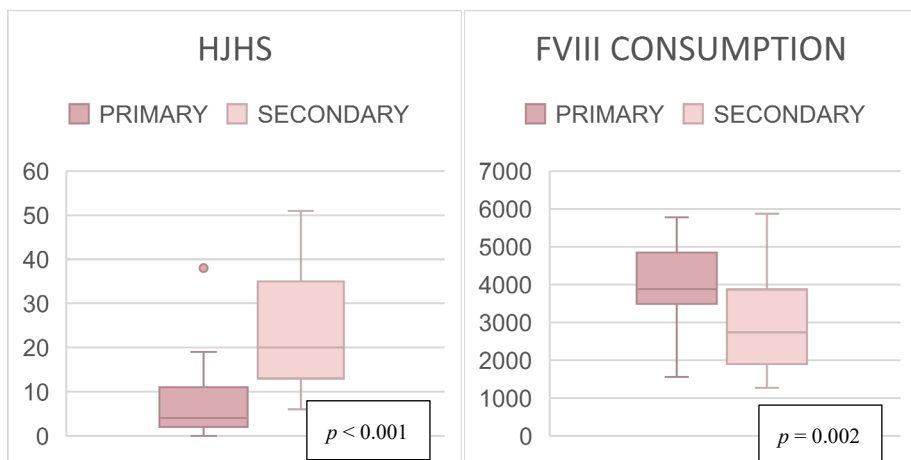 HJHS
PRIMARY SECONDARY
60
50
40
30
20
10
0
p < 0.001
FVIII CONSUMPTION
PRIMARY SECONDARY
7000
6000
5000
4000
3000
2000
1000
0
p = 0.002